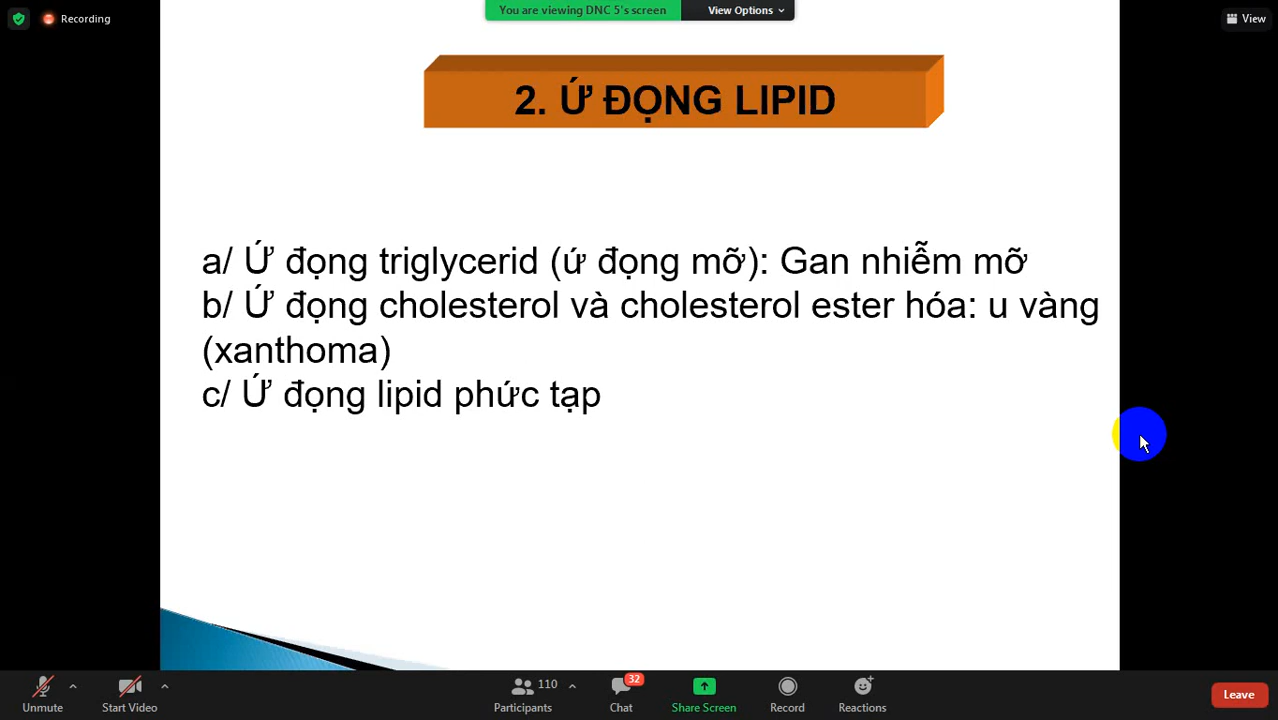 Recording
You are viewing DNC 5's screen
View Options
View
2. Ứ ĐỌNG LIPID
a/ Ứ đọng triglycerid (ứ đọng mỡ): Gan nhiễm mỡ
b/ Ứ đọng cholesterol và cholesterol ester hóa: u vàng
(xanthoma)
c/ Ứ đọng lipid phức tạp
110
32
Unmute
Start Video
Participants
Chat
Share Screen
Record
Reactions
Leave